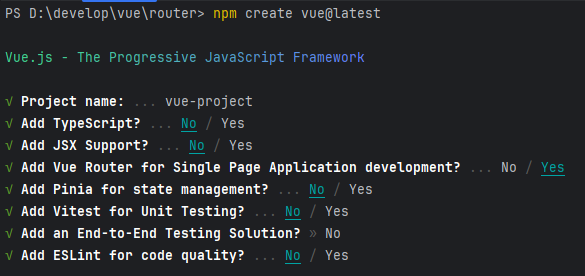 PS D:\develop\vue\router> npm create vue@latest
Vue.js - The Progressive JavaScript Framework
√ Project name: ... vue-project
√ Add TypeScript? ... No / Yes
√ Add JSX Support? ... No / Yes
√ Add Vue Router for Single Page Application development? ... No / Yes
√ Add Pinia for state management? ... No / Yes
√ Add Vitest for Unit Testing? ... No / Yes
√ Add an End-to-End Testing Solution? » No
√ Add ESLint for code quality? ... No / Yes